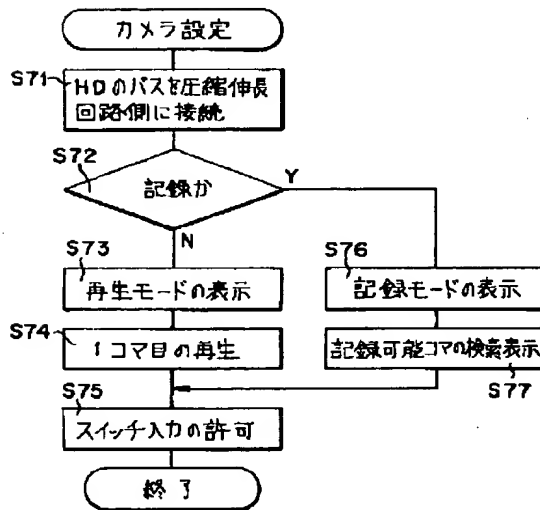 カメラ設定
S71
HDのバスを圧縮伸長
回路側に接続
S72
記録か
Y
N
S73
再生モードの表示
S74
1コマ目の再生
S75
スイッチ入力の許可
終了
S76
記録モードの表示
記録可能コマの検索表示
S77